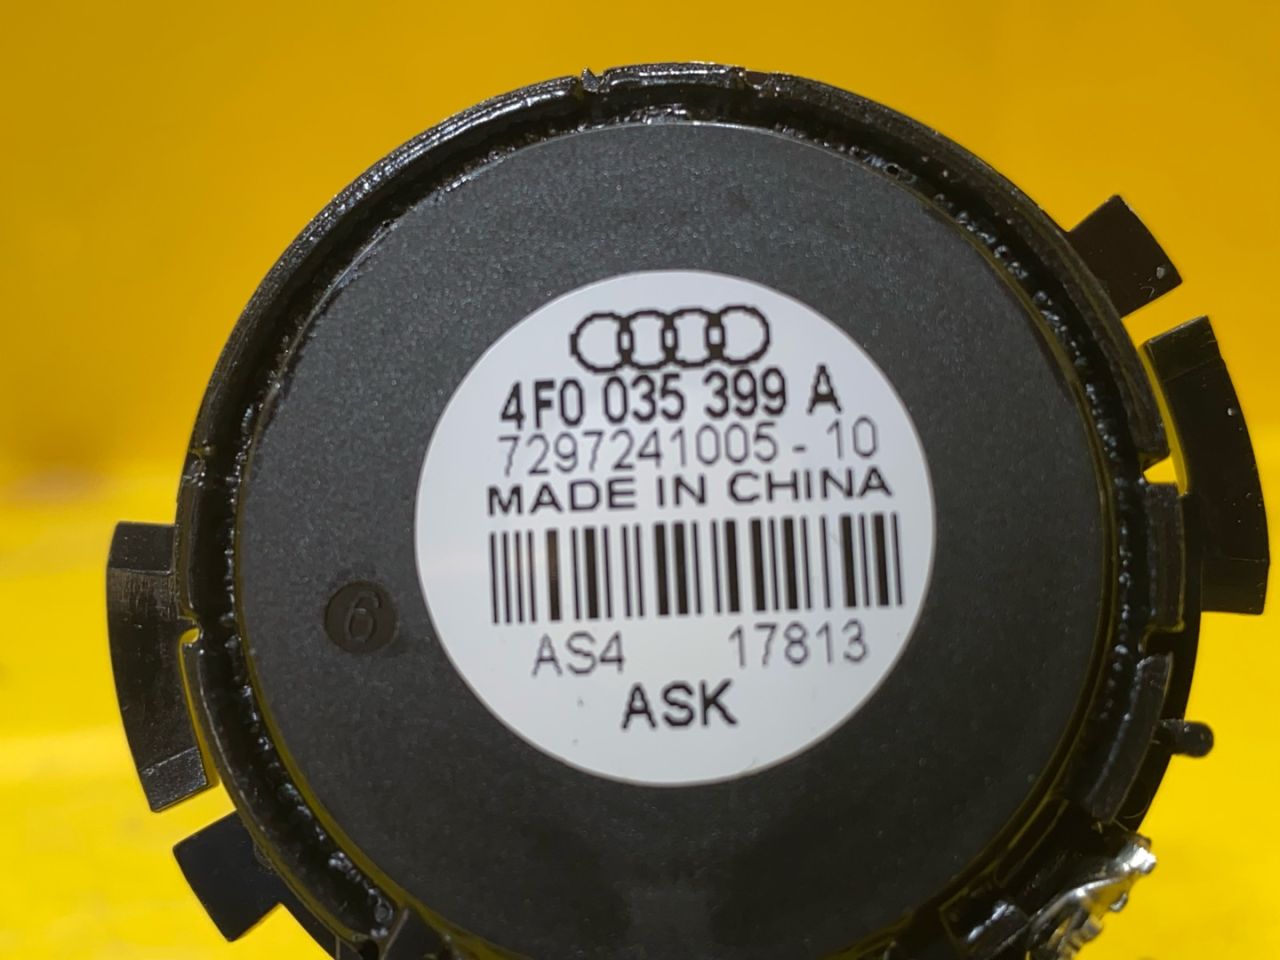 4F0 035 399 A
7297241005 - 10
MADE IN CHINA
AS4 17813
ASK
6